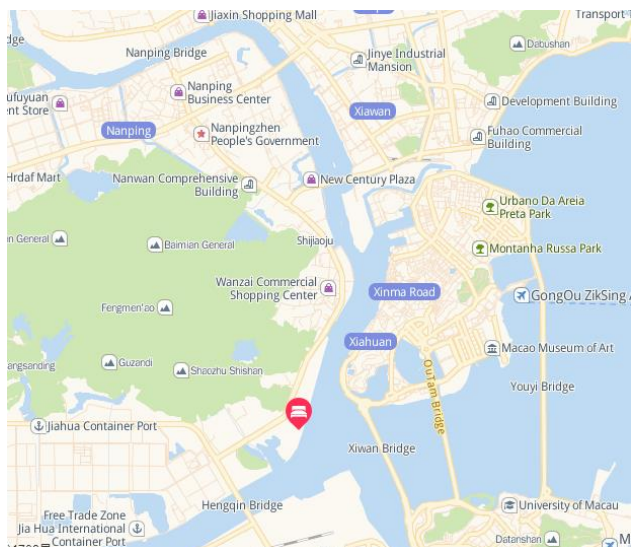 Jiaxin Shopping Mall
Transport
dge
Nanping Bridge
Jinye Industrial
Mansion
Dabushan
ufuyuan
ent Store
Nanping
Business Center
Development Building
Xiawan
Nanping
Nanpingzhen
People's Government
Fuhao Commercial
Building
Hrdaf Mart
Nanwan Comprehensive
Building
New Century Plaza
Urbano Da Areia
Preta Park
an General
Baimian General
Shijiaoju
Montanha Russa Park
Wanzai Commercial
Shopping Center
Xinma Road
GongOu ZikSing A
Fengmen'ao
Xiahuan
Macao Museum of Art
angsanding
Guzandi
Shaozhu Shishan
OuTam Bridge
Youyi Bridge
Jiahua Container Port
Xiwan Bridge
Hengqin Bridge
University of Macau
Free Trade Zone
Jia Hua International
Container Port
Datanshan
M